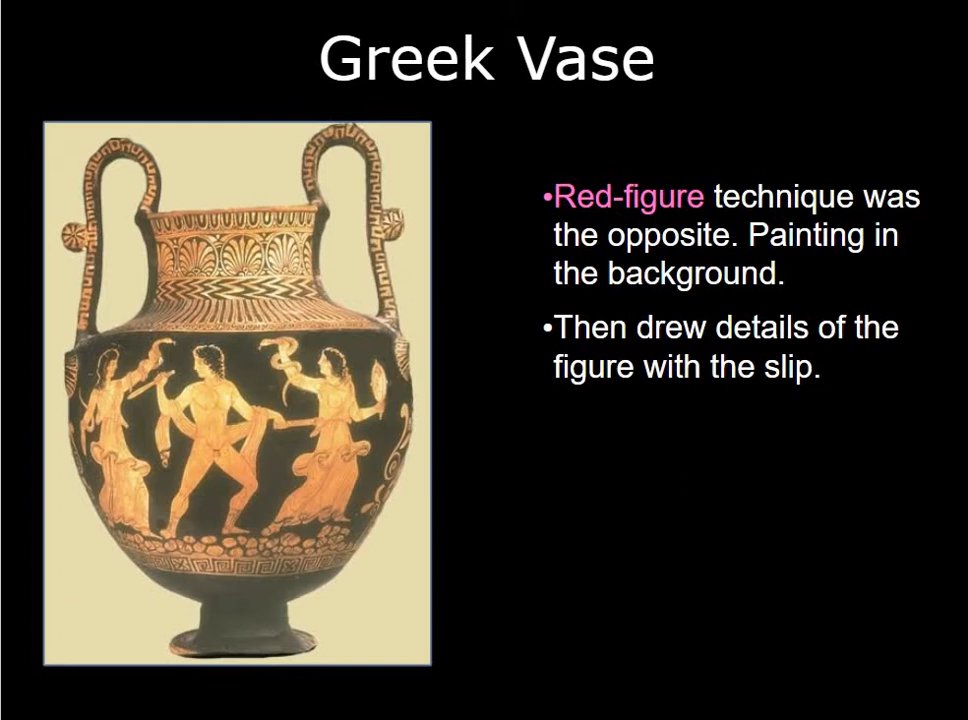 Greek Vase
•Red-figure technique was
the opposite. Painting in
the background.
•Then drew details of the
figure with the slip.